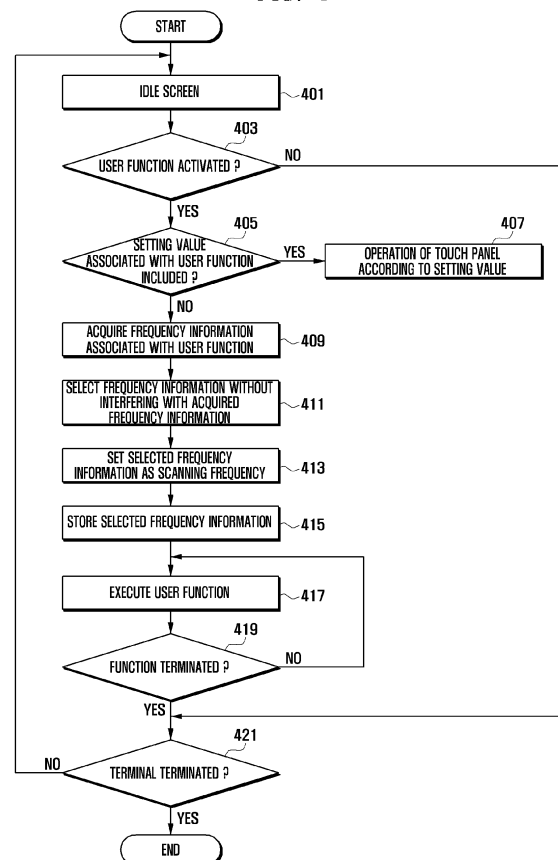 START
IDLE SCREEN
401
403
USER FUNCTION ACTIVATED ?
NO
YES
405
SETTING VALUE
ASSOCIATED WITH USER FUNCTION
INCLUDED ?
YES
407
OPERATION OF TOUCH PANEL
ACCORDING TO SETTING VALUE
NO
ACQUIRE FREQUENCY INFORMATION
ASSOCIATED WITH USER FUNCTION
409
SELECT FREQUENCY INFORMATION WITHOUT
INTERFERING WITH ACQUIRED
FREQUENCY INFORMATION
411
SET SELECTED FREQUENCY
INFORMATION AS SCANNING FREQUENCY
413
STORE SELECTED FREQUENCY INFORMATION
415
EXECUTE USER FUNCTION
417
419
FUNCTION TERMINATED ?
NO
YES
421
NO
TERMINAL TERMINATED ?
YES
END